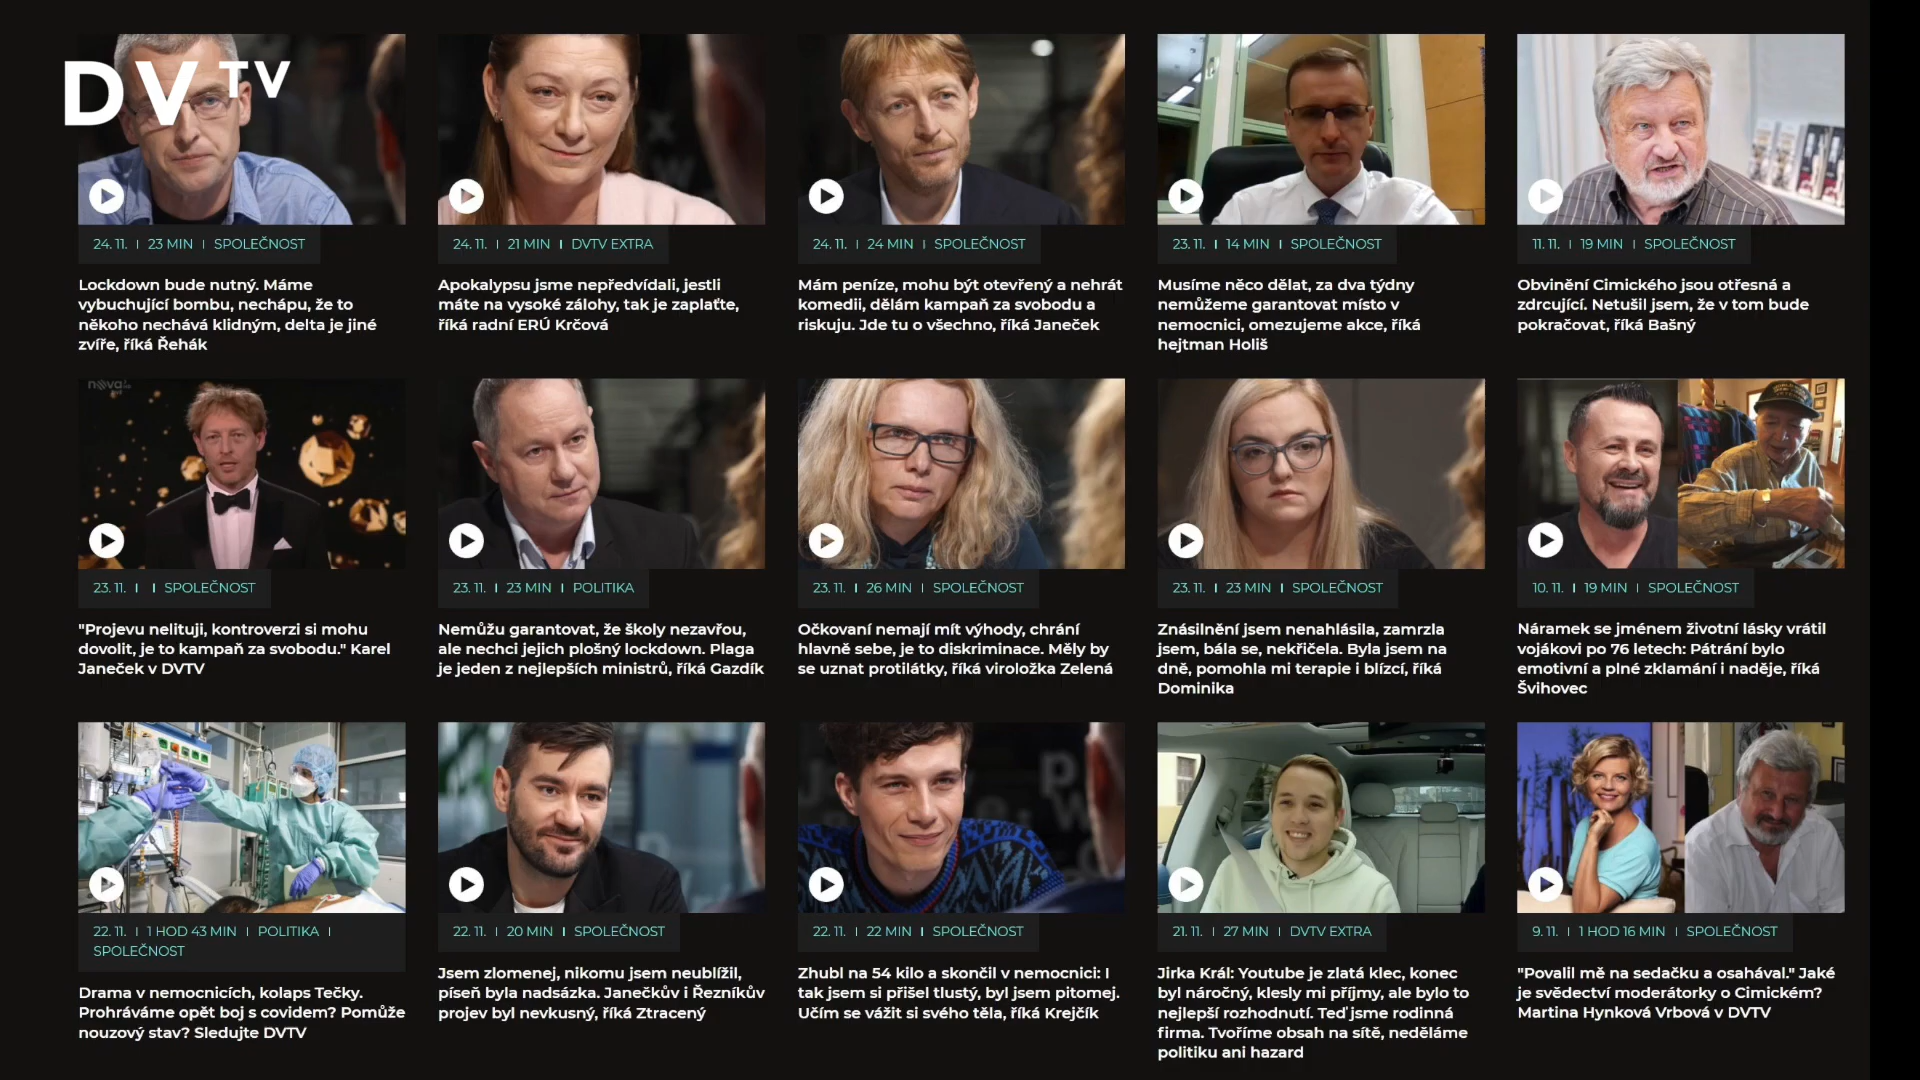 DVTV
24. 11. | 23 MIN | SPOLEČNOST
Lockdown bude nutný. Máme
vybuchující bombu, nechápu, že to
někoho nechává klidným, delta je jiné
zvíře, říká Řehák
24. 11. | 21 MIN | DVTV EXTRA
Apokalypsu jsme nepředvídali, jestli
máte na vysoké zálohy, tak je zaplaťte,
říká radní ERÚ Krčová
24. 11. | 24 MIN | SPOLEČNOST
Mám peníze, mohu být otevřený a nehrát
komedii, dělám kampaň za svobodu a
riskuju. Jde tu o všechno, říká Janeček
23. 11. | 14 MIN | SPOLEČNOST
Musíme něco dělat, za dva týdny
nemůžeme garantovat místo v
nemocnici, omezujeme akce, říká
hejtman Holiš
11. 11. | 19 MIN | SPOLEČNOST
Obvinění Cimického jsou otřesná a
zdrcující. Netušil jsem, že v tom bude
pokračovat, říká Bašný
nova
23. 11. | | SPOLEČNOST
"Projevu nelituji, kontroverzi si mohu
dovolit, je to kampaň za svobodu." Karel
Janeček v DVTV
23. 11. | 23 MIN | POLITIKA
Nemůžu garantovat, že školy nezavřou,
ale nechci jejich plošný lockdown. Plaga
je jeden z nejlepších ministrů, říká Gazdík
23. 11. | 26 MIN | SPOLEČNOST
Očkovaní nemají mít výhody, chrání
hlavně sebe, je to diskriminace. Měly by
se uznat protilátky, říká viroložka Zelená
23. 11. | 23 MIN | SPOLEČNOST
Znásilnění jsem nenahlásila, zamrzla
jsem, bála se, nekřičela. Byla jsem na
dně, pomohla mi terapie i blízcí, říká
Dominika
10. 11. | 19 MIN | SPOLEČNOST
Náramek se jménem životní lásky vrátil
vojákovi po 76 letech: Pátrání bylo
emotivní a plné zklamání i naděje, říká
Švihovec
22. 11. | 1 HOD 43 MIN | POLITIKA |
SPOLEČNOST
Drama v nemocnicích, kolaps Tečky.
Prohráváme opět boj s covidem? Pomůže
nouzový stav? Sledujte DVTV
22. 11. | 20 MIN | SPOLEČNOST
Jsem zlomenej, nikomu jsem neublížil,
píseň byla nadsázka. Janečkův i Řezníkův
projev byl nevkusný, říká Ztracený
22. 11. | 22 MIN | SPOLEČNOST
Zhubl na 54 kilo a skončil v nemocnici: I
tak jsem si přišel tlustý, byl jsem pitomej.
Učím se vážit si svého těla, říká Krejčík
21. 11. | 27 MIN | DVTV EXTRA
Jirka Král: Youtube je zlatá klec, konec
byl náročný, klesly mi příjmy, ale bylo to
nejlepší rozhodnutí. Teď jsme rodinná
firma. Tvoříme obsah na sítě, neděláme
politiku ani hazard
9. 11. | 1 HOD 16 MIN | SPOLEČNOST
"Povalil mě na sedačku a osahával." Jaké
je svědectví moderátorky o Cimickém?
Martina Hynková Vrbová v DVTV